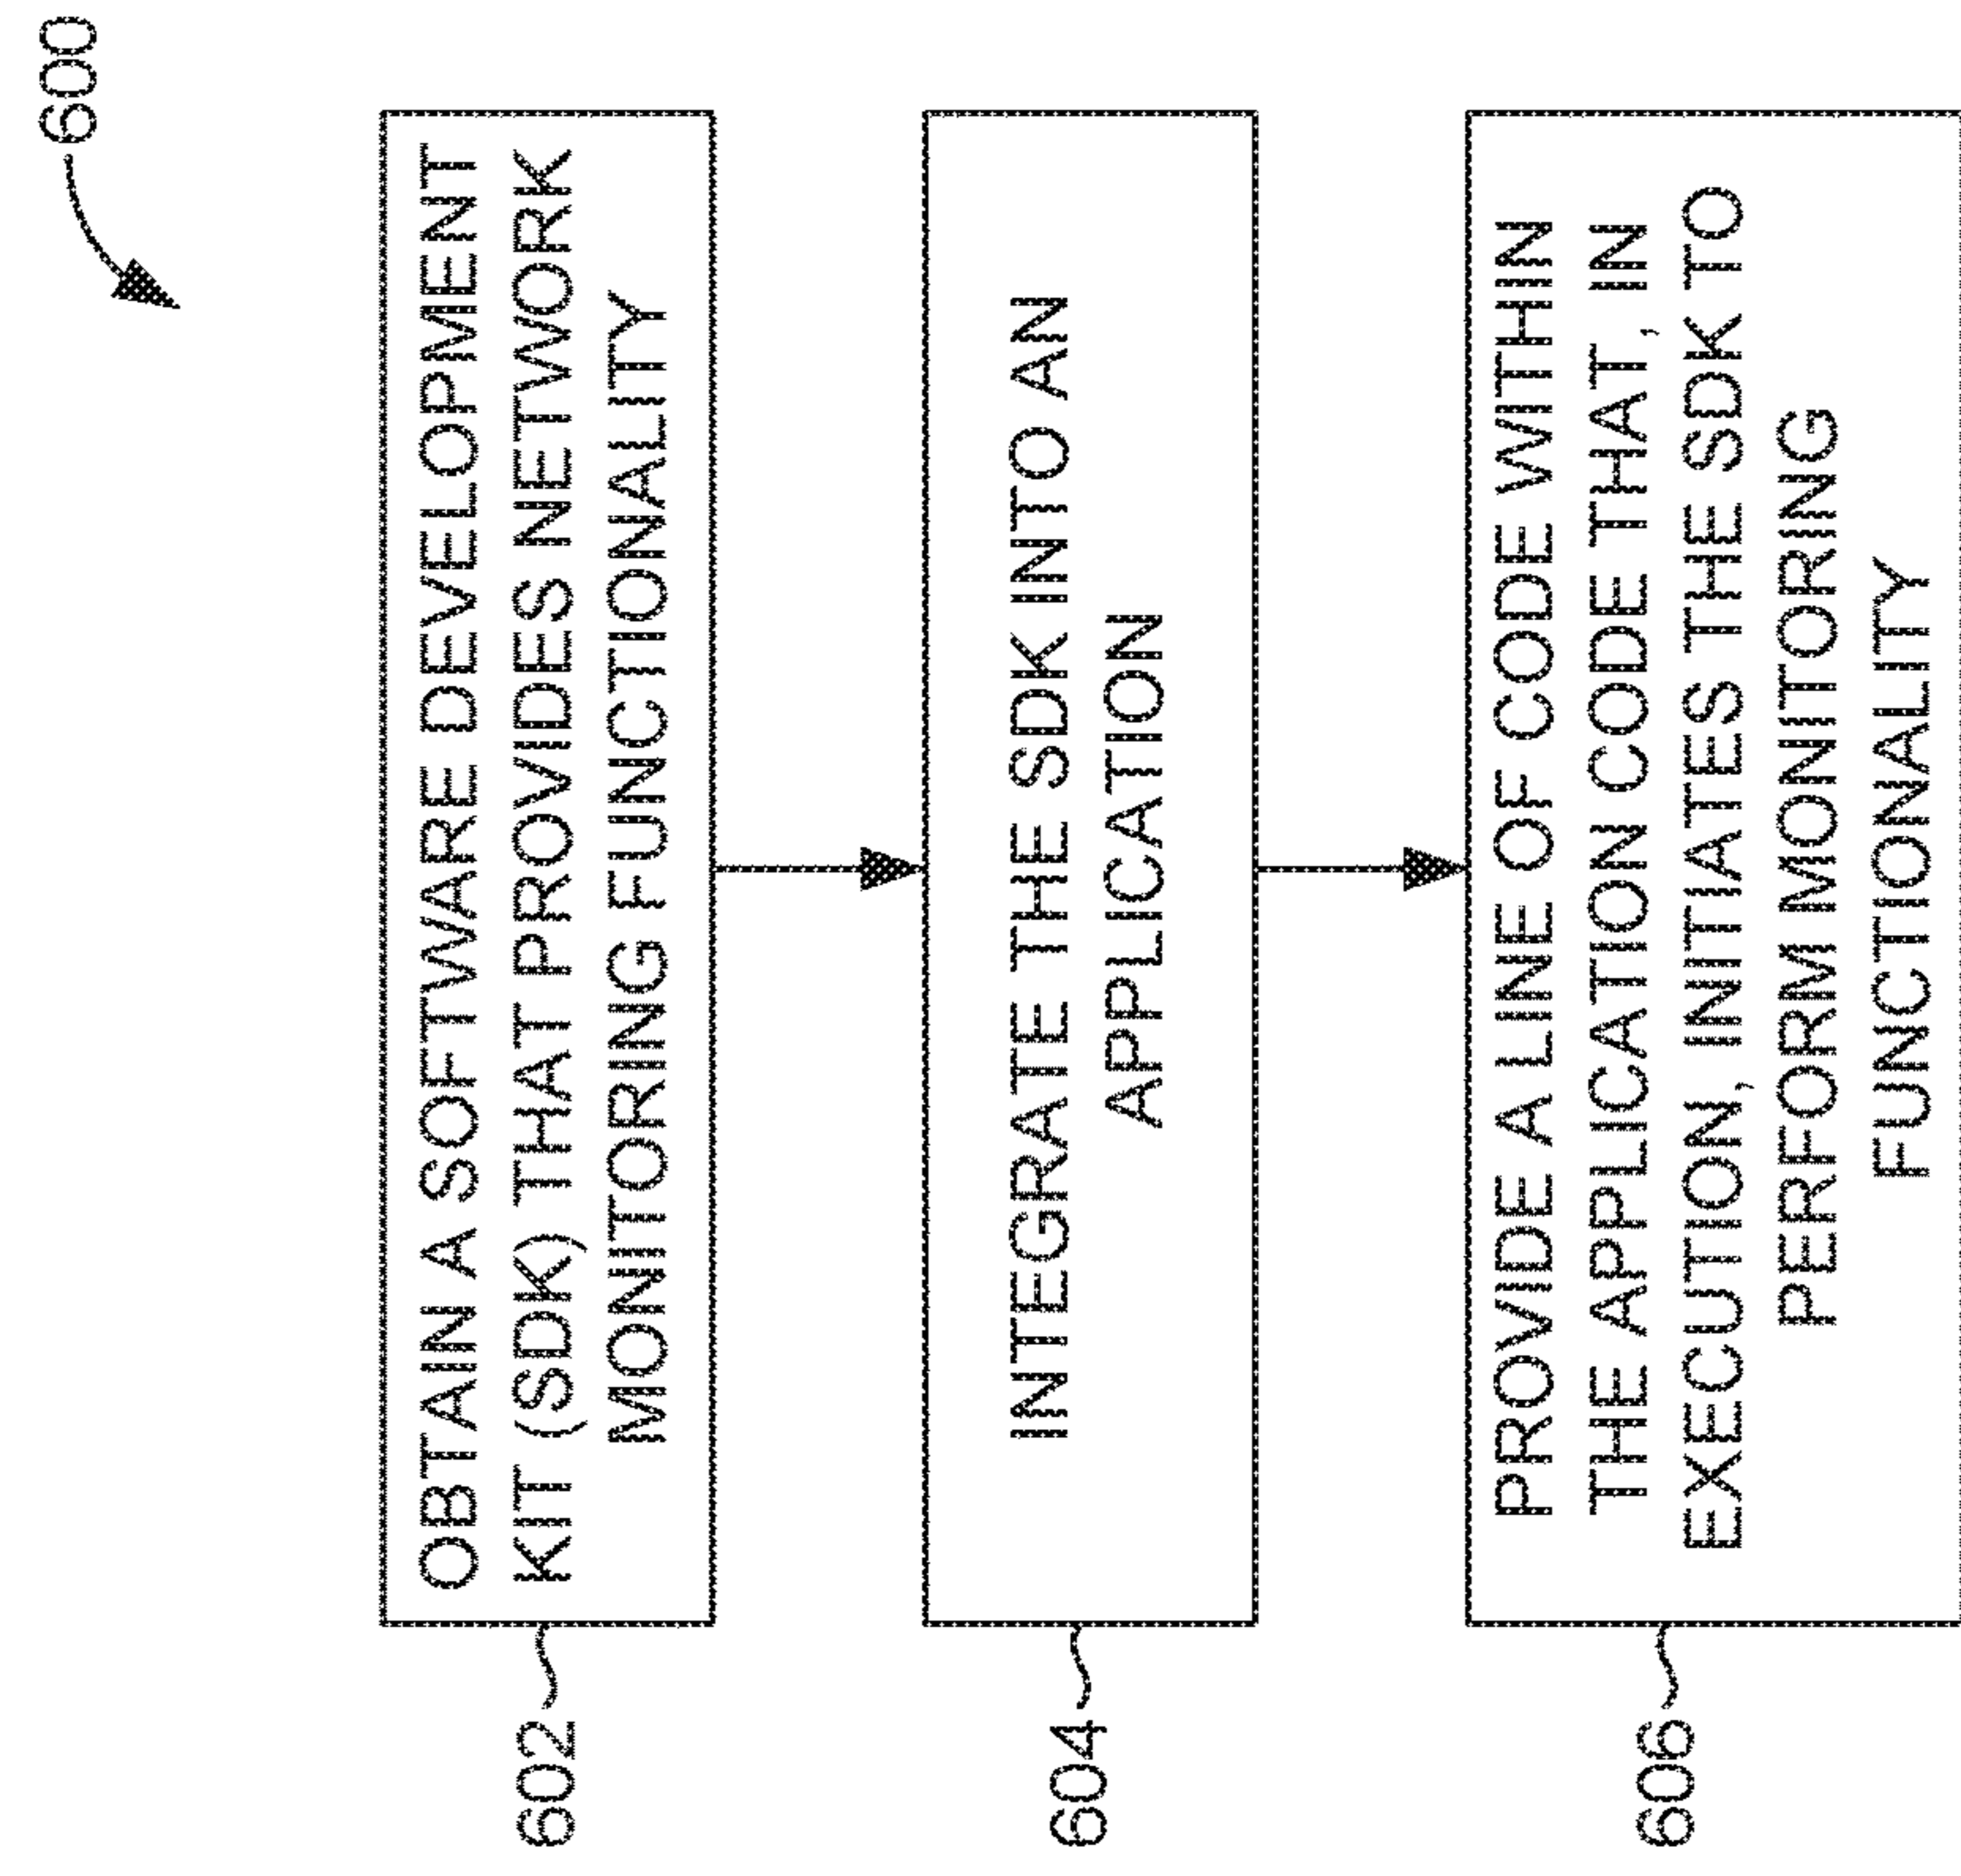 600
602
OBTAIN A SOFTWARE DEVELOPMENT
KIT (SDK) THAT PROVIDES NETWORK
MONITORING FUNCTIONALITY
604
INTEGRATE THE SDK INTO AN
APPLICATION
606
PROVIDE A LINE OF CODE WITHIN
THE APPLICATION CODE THAT, IN
EXECUTION, INITIATES THE SDK TO
PERFORM MONITORING
FUNCTIONALITY